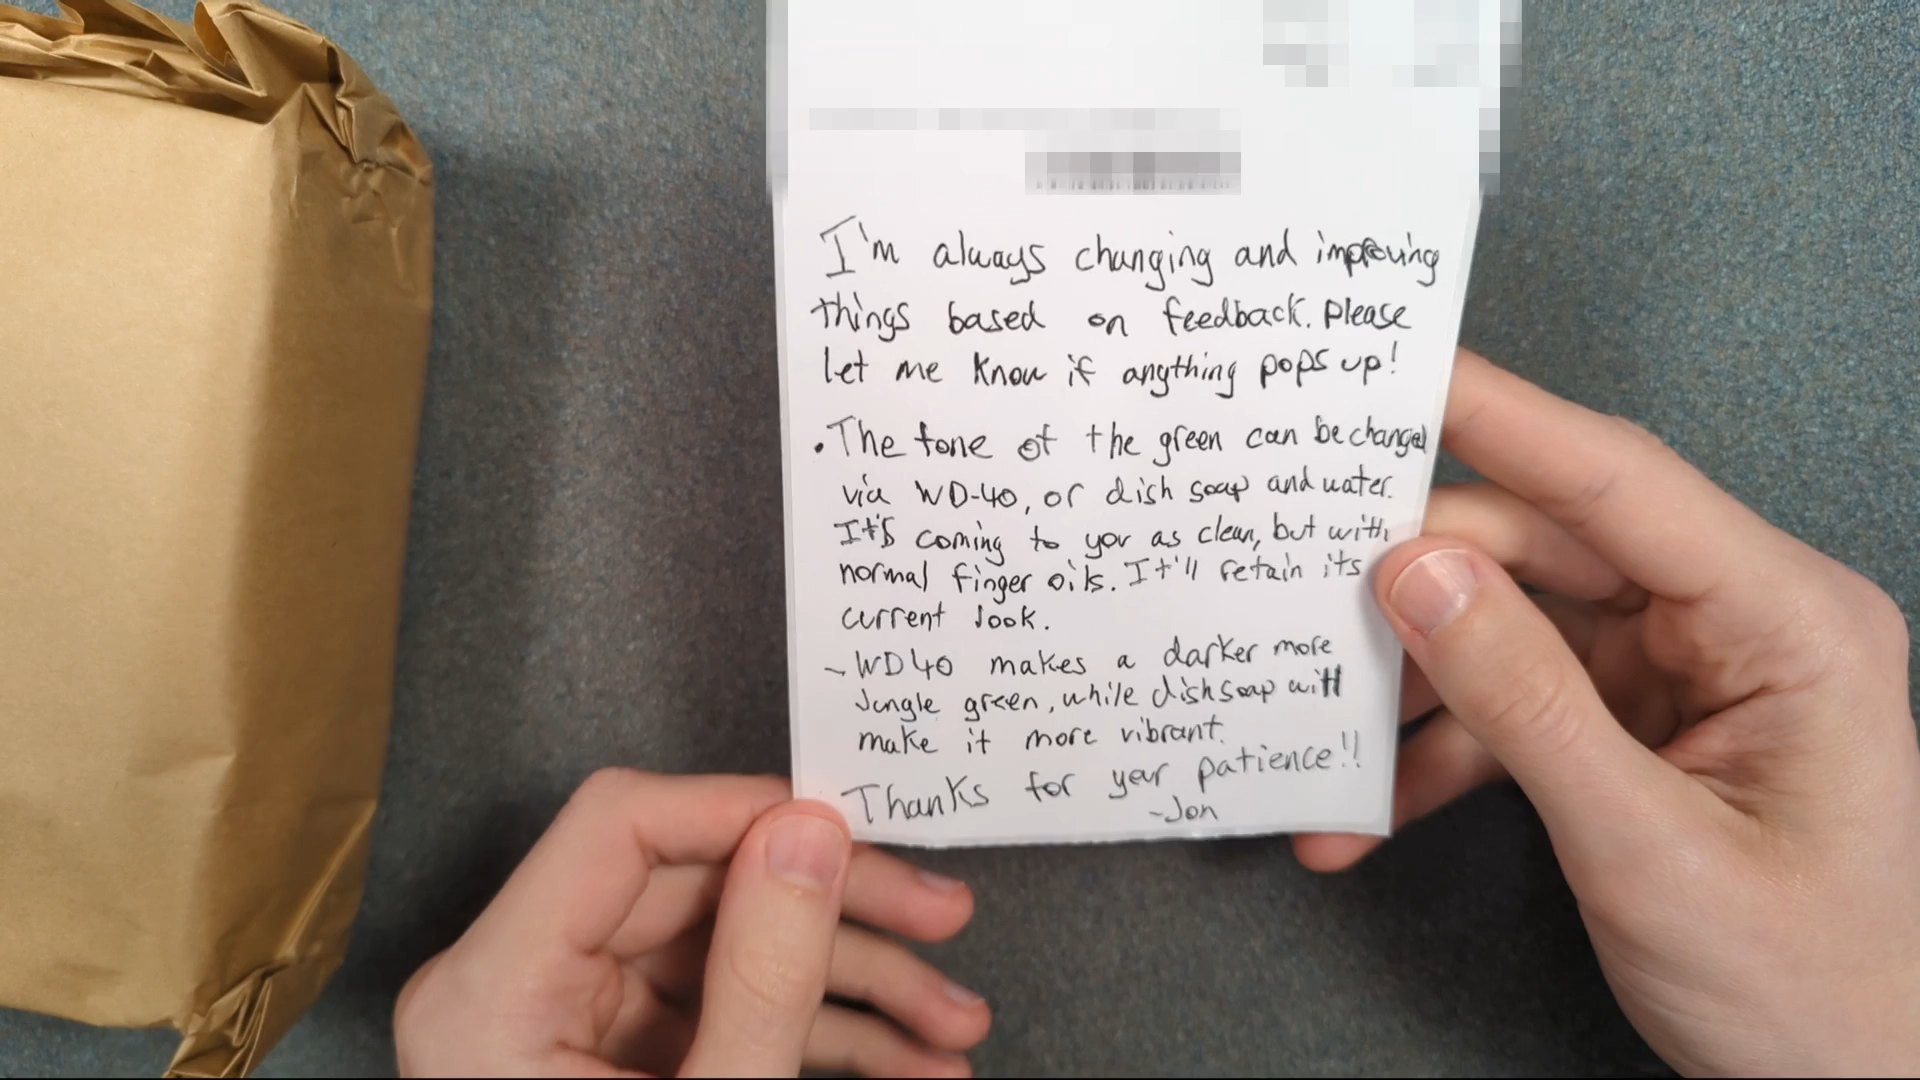 I'm always changing and improving
things based on feedback. Please
let me know if anything pops up!
• The tone of the green can be changed
via WD-40, or dish soap and water.
It's coming to you as clean, but with
normal finger oils. It'll retain its
current look.
- WD40 makes a darker more
Jungle green, while dish soap will
make it more vibrant.
Thanks for your patience!!
-Jon